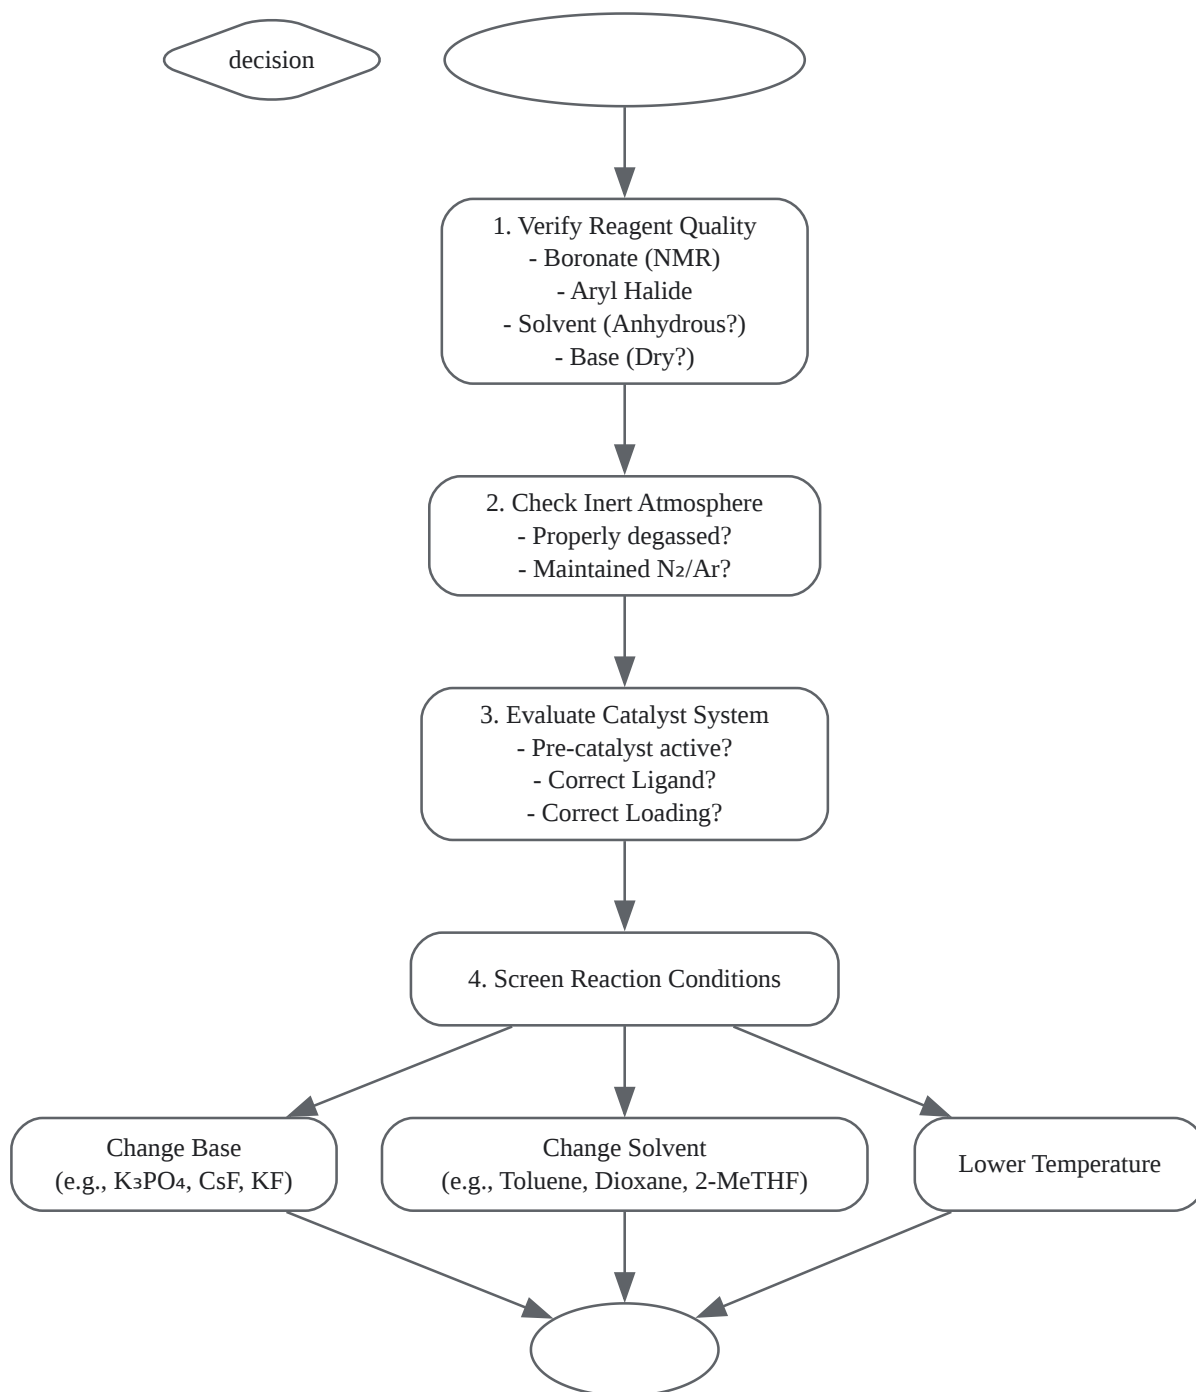 decision
1. Verify Reagent Quality
- Boronate (NMR)
- Aryl Halide
- Solvent (Anhydrous?)
- Base (Dry?)
2. Check Inert Atmosphere
- Properly degassed?
- Maintained N₂/Ar?
3. Evaluate Catalyst System
- Pre-catalyst active?
- Correct Ligand?
- Correct Loading?
4. Screen Reaction Conditions
Change Base
(e.g., K₃PO₄, CsF, KF)
Change Solvent
(e.g., Toluene, Dioxane, 2-MeTHF)
Lower Temperature